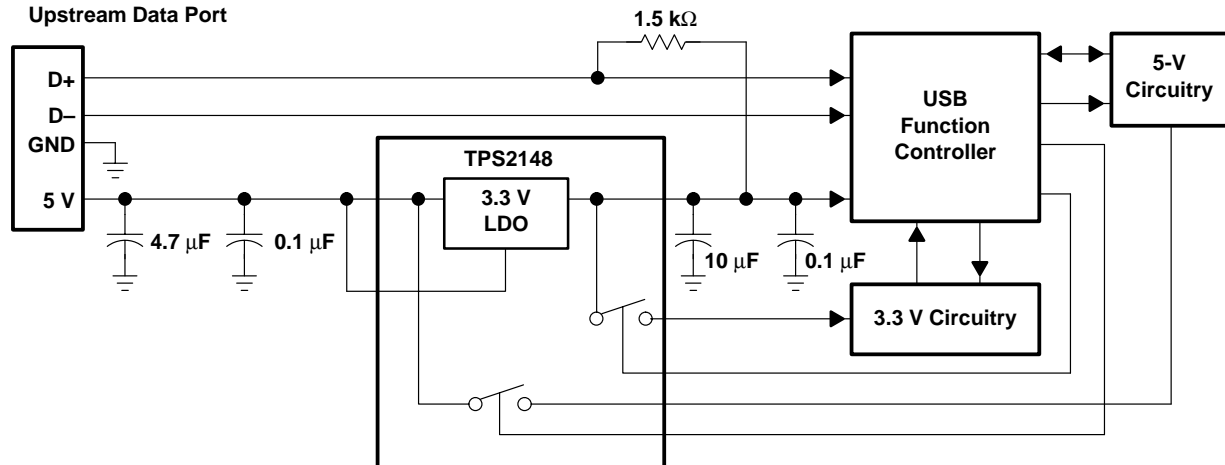 Upstream Data Port
1.5 kΩ
D+
D–
GND
5 V
4.7 μF
0.1 μF
TPS2148
3.3 V
LDO
10 μF
0.1 μF
USB
Function
Controller
5-V
Circuitry
3.3 V Circuitry